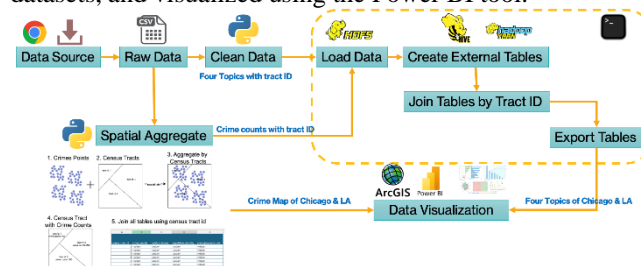 datasets, and visualized using the Power BI tool.
CSV
HDFS
HIVE
hadoop
Data Source
Raw Data
Clean Data
Load Data
Create External Tables
Four Topics with tract ID
Join Tables by Tract ID
Spatial Aggregate
Crime counts with tract ID
Export Tables
1. Crimes Points
2. Census Tracts
3. Aggregate by
Census Tracts
+
ArcGIS
Power BI
Crime Map of Chicago & LA
Data Visualization
Four Topics of Chicago & LA
4. Census Tract
with Crime Counts
5. Join all tables using census tract id